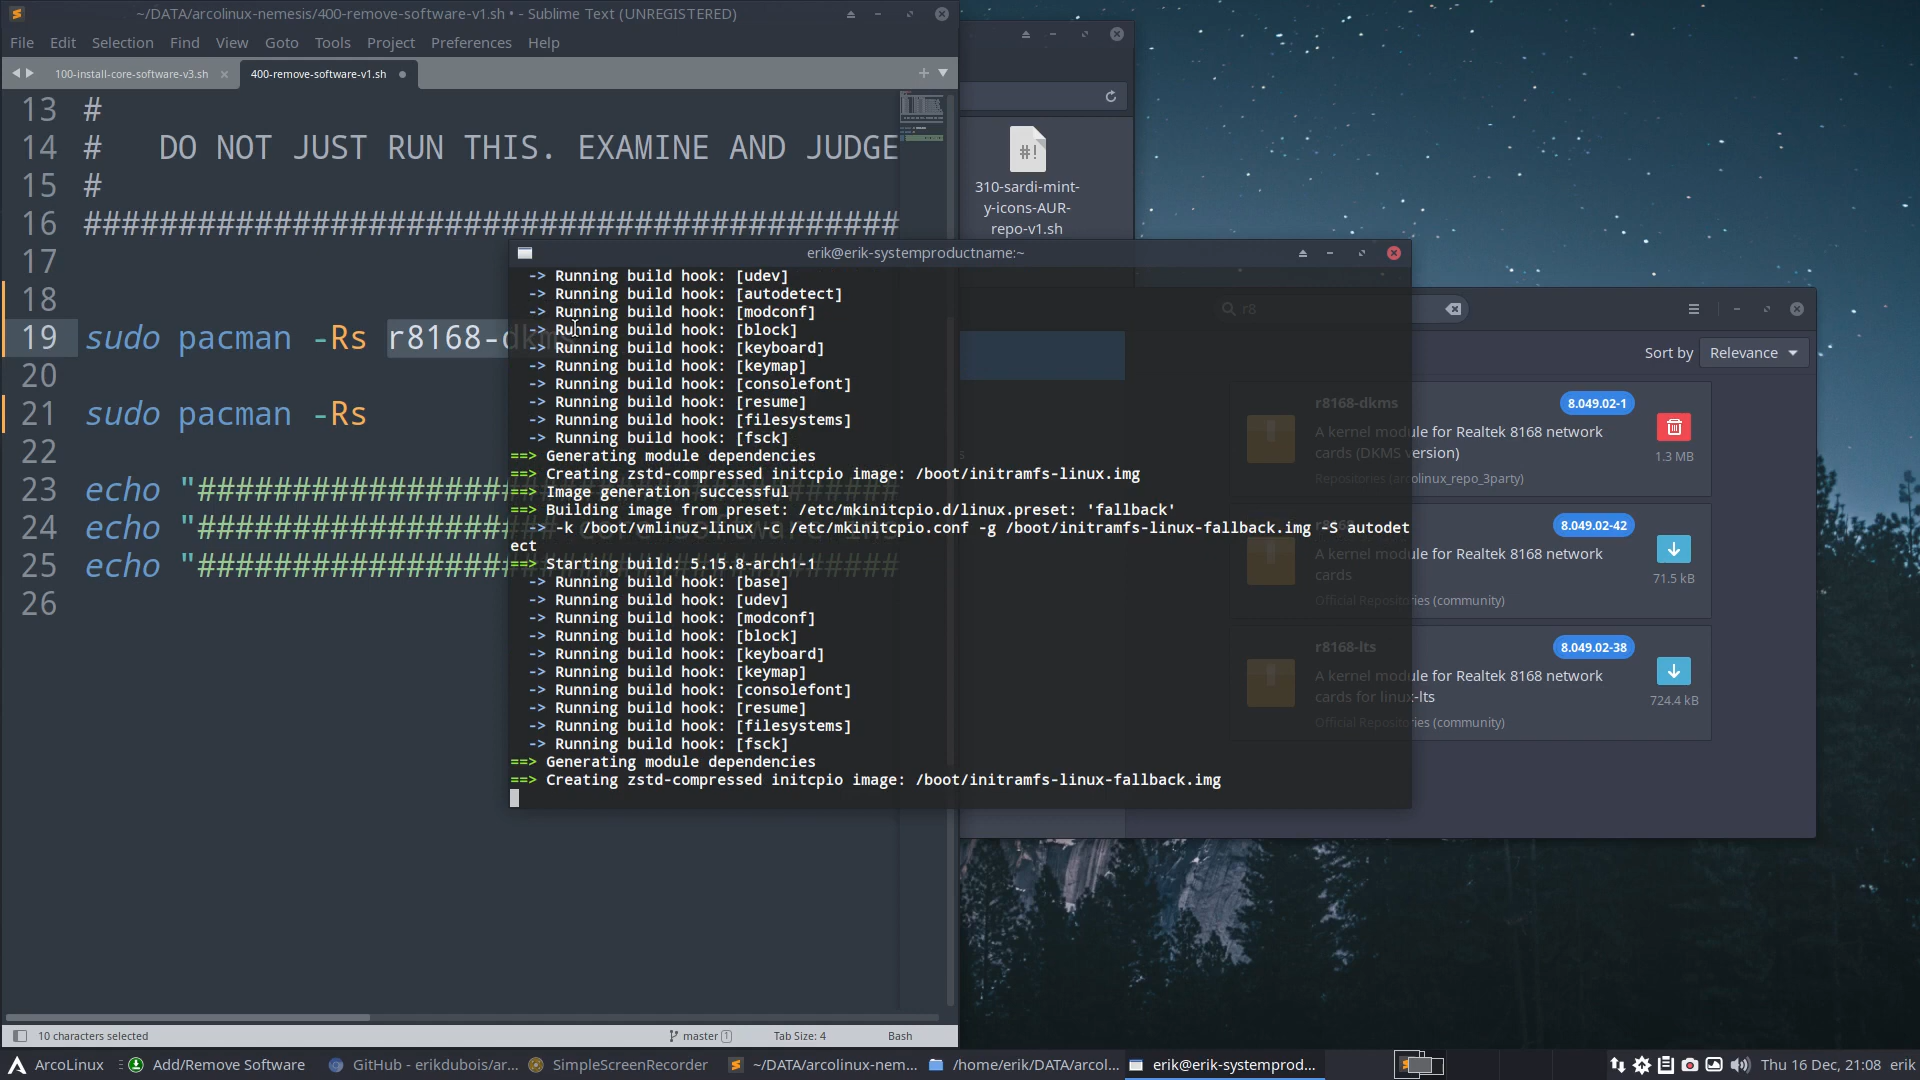 ~/DATA/arcolinux-nemesis/400-remove-software-v1.sh • - Sublime Text (UNREGISTERED)
File Edit Selection Find View Goto Tools Project Preferences Help
100-install-core-software-v3.sh × 400-remove-software-v1.sh
13 #
14 #   DO NOT JUST RUN THIS. EXAMINE AND JUDGE
15 #
16 ###########################################
17
18
19 sudo pacman -Rs r8168-dkms
20
21 sudo pacman -Rs
22
23 echo "#################
24 echo "################# core software ins
25 echo "#################
26
10 characters selected
master 1
Tab Size: 4
Bash
#!
310-sardi-mint-
y-icons-AUR-
repo-v1.sh
erik@erik-systemproductname:~
-> Running build hook: [udev]
-> Running build hook: [autodetect]
-> Running build hook: [modconf]
-> Running build hook: [block]
-> Running build hook: [keyboard]
-> Running build hook: [keymap]
-> Running build hook: [consolefont]
-> Running build hook: [resume]
-> Running build hook: [filesystems]
-> Running build hook: [fsck]
==> Generating module dependencies
==> Creating zstd-compressed initcpio image: /boot/initramfs-linux.img
==> Image generation successful
==> Building image from preset: /etc/mkinitcpio.d/linux.preset: 'fallback'
-> -k /boot/vmlinuz-linux -c /etc/mkinitcpio.conf -g /boot/initramfs-linux-fallback.img -S autodet
ect
==> Starting build: 5.15.8-arch1-1
-> Running build hook: [base]
-> Running build hook: [udev]
-> Running build hook: [modconf]
-> Running build hook: [block]
-> Running build hook: [keyboard]
-> Running build hook: [keymap]
-> Running build hook: [consolefont]
-> Running build hook: [resume]
-> Running build hook: [filesystems]
-> Running build hook: [fsck]
==> Generating module dependencies
==> Creating zstd-compressed initcpio image: /boot/initramfs-linux-fallback.img
r8
Sort by Relevance
r8168-dkms 8.049.02-1
A kernel module for Realtek 8168 network
cards (DKMS version)
1.3 MB
Repositories (arcolinux_repo_3party)
8.049.02-42
A kernel module for Realtek 8168 network
cards
71.5 kB
Official Repositories (community)
r8168-lts 8.049.02-38
A kernel module for Realtek 8168 network
cards for linux-lts
724.4 kB
Official Repositories (community)
ArcoLinux
Add/Remove Software
GitHub - erikdubois/ar...
SimpleScreenRecorder
~/DATA/arcolinux-nem...
/home/erik/DATA/arcol...
erik@erik-systemprod...
Thu 16 Dec, 21:08 erik